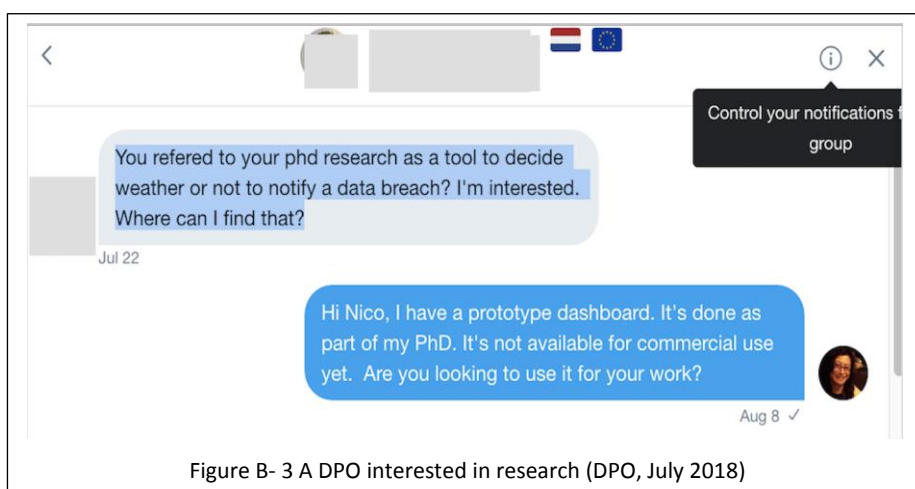 Control your notifications f
group
You refered to your phd research as a tool to decide
weather or not to notify a data breach? I'm interested.
Where can I find that?
Jul 22
Hi Nico, I have a prototype dashboard. It's done as
part of my PhD. It's not available for commercial use
yet.  Are you looking to use it for your work?
Aug 8 ✓
Figure B- 3 A DPO interested in research (DPO, July 2018)